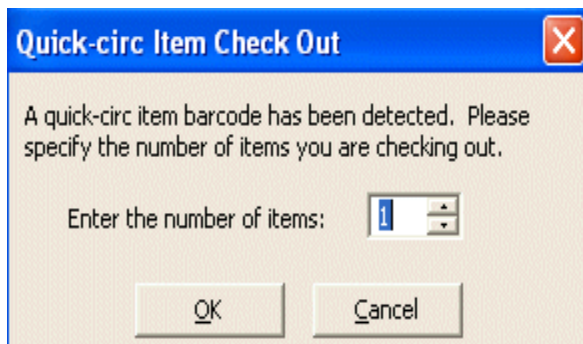 Quick-circ Item Check Out
A quick-circ item barcode has been detected. Please
specify the number of items you are checking out.
Enter the number of items: 1
OK Cancel